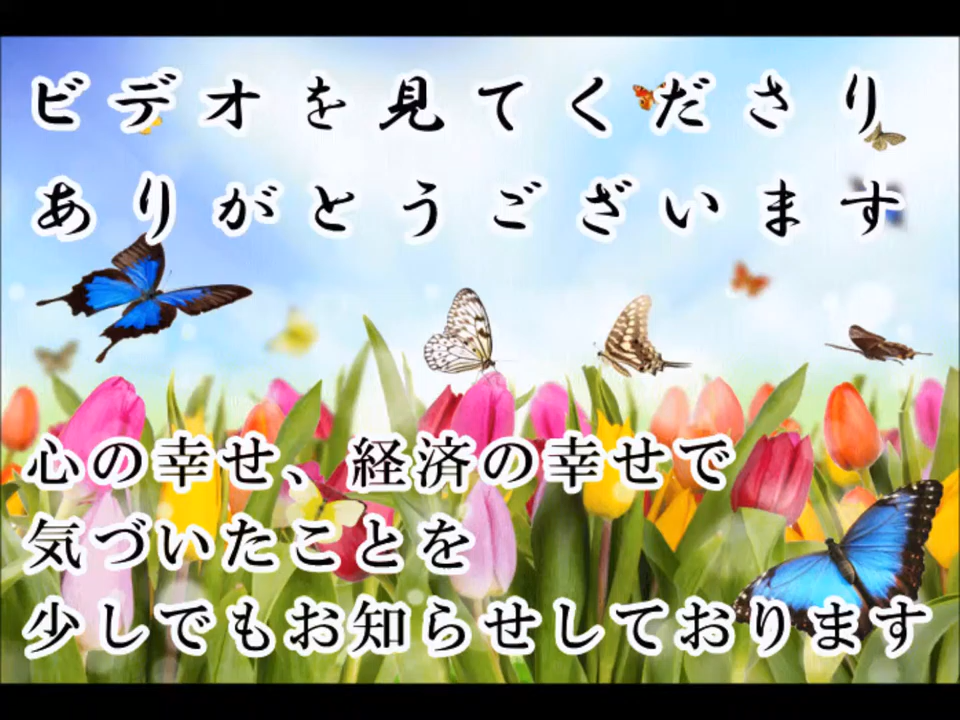 ビデオを見てくださり
ありがとうございます
心の幸せ、経済の幸せで
気づいたことを
少しでもお知らせしております